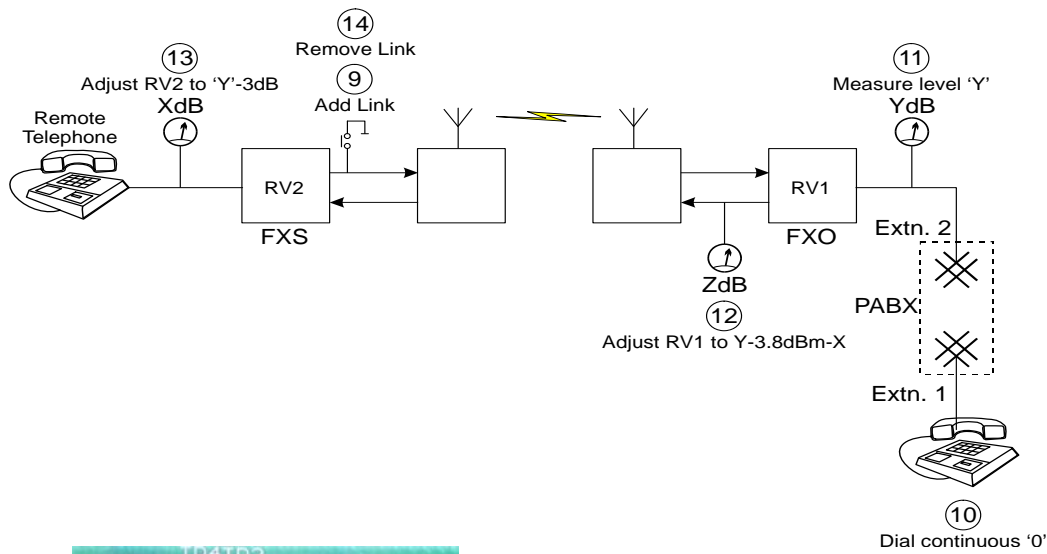 14
Remove Link
13
Adjust RV2 to ‘Y’-3dB
XdB
9
Add Link
11
Measure level ‘Y’
YdB
Remote
Telephone
RV2
FXS
RV1
FXO
Extn. 2
ZdB
12
Adjust RV1 to Y-3.8dBm-X
PABX
Extn. 1
10
Dial continuous ‘0’